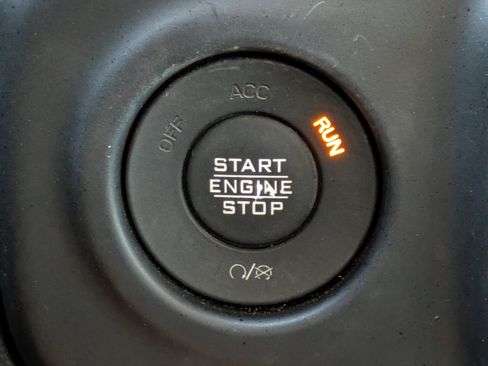 ACC
OFF
RUN
START
ENGINE
STOP